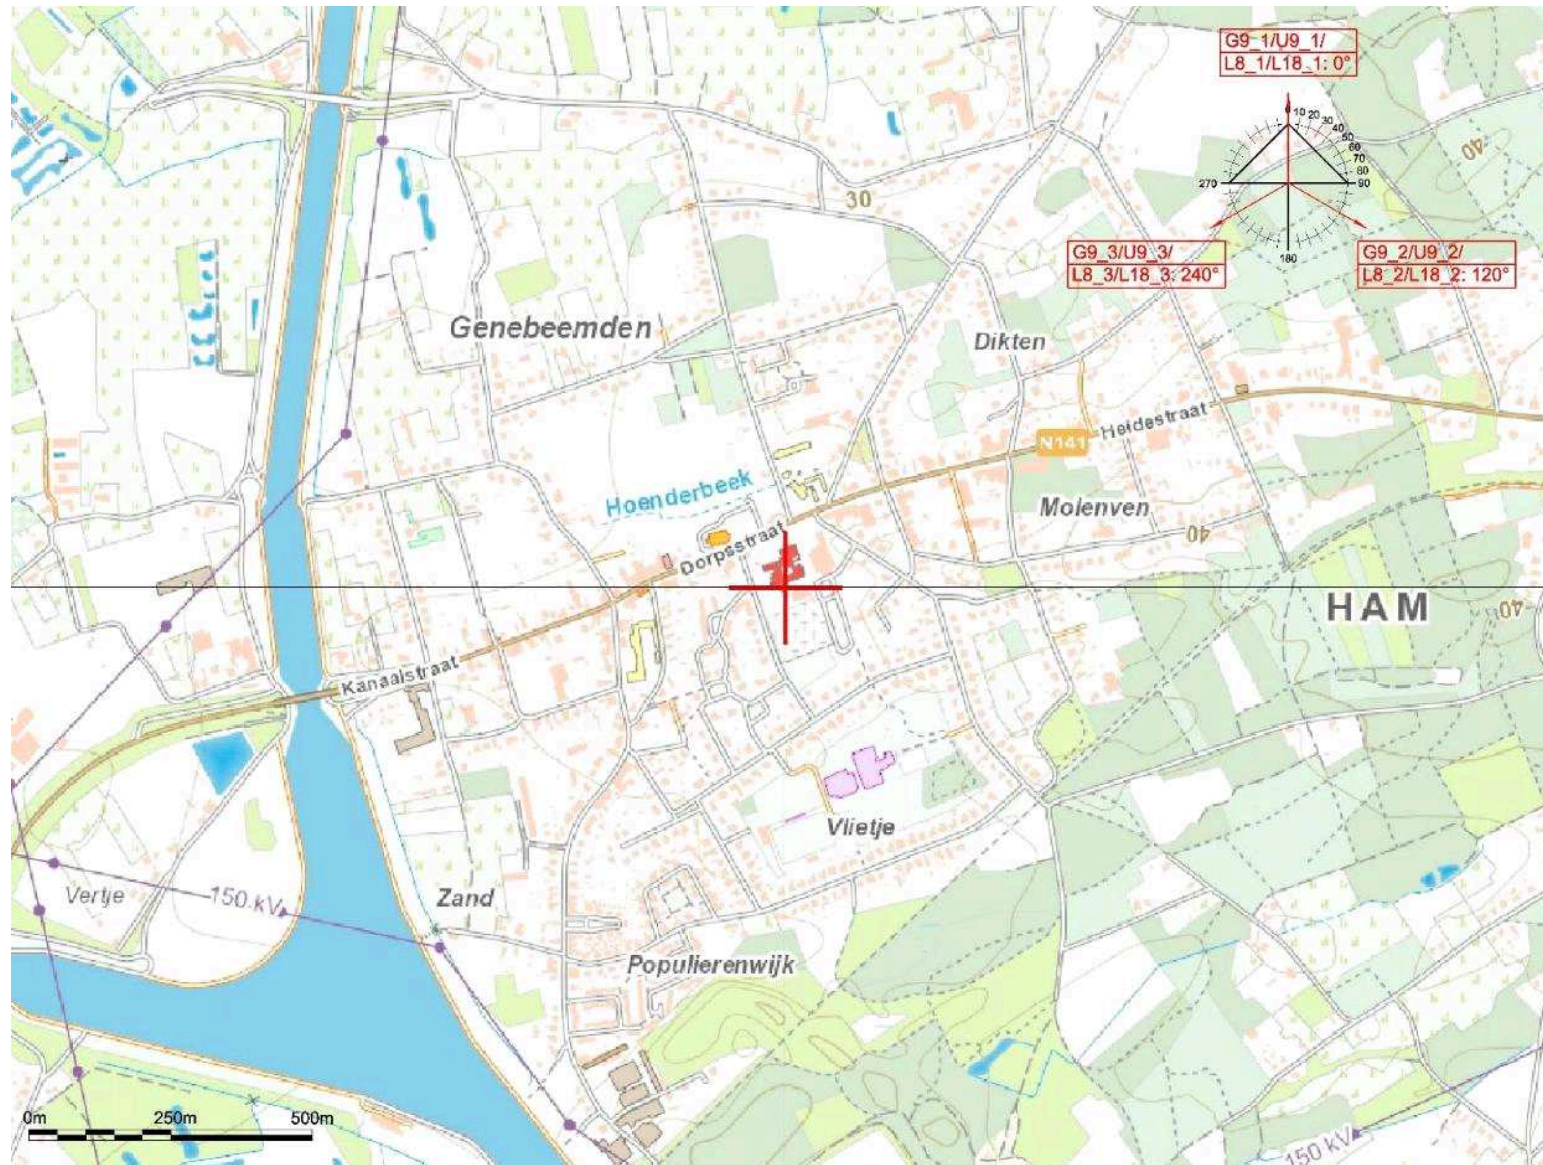 G9_1/U9_1/
L8_1/L18_1: 0°
0 10 20 30 40 50 60 70 80 90
270
180
G9_3/U9_3/
L8_3/L18_3: 240°
G9_2/U9_2/
L8_2/L18_2: 120°
40
30
Genebeemden
Dikten
Heidestraat
N141
Hoenderbeek
Molenven
Dorpsstraat
40
HAM
40
Kanaalstraat
Vlietje
Vertje
150 kV
Zand
Populierenwijk
0m 250m 500m
150 kV